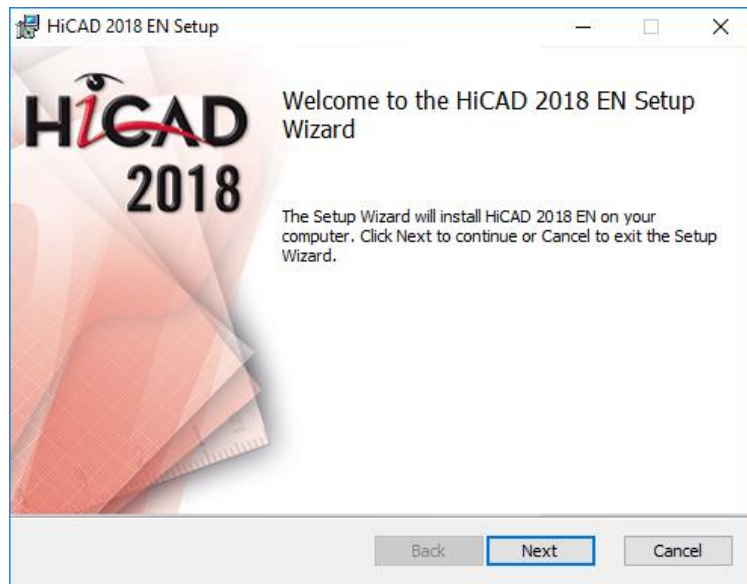 HiCAD 2018 EN Setup
HiCAD
2018
Welcome to the HiCAD 2018 EN Setup
Wizard
The Setup Wizard will install HiCAD 2018 EN on your
computer. Click Next to continue or Cancel to exit the Setup
Wizard.
Back
Next
Cancel